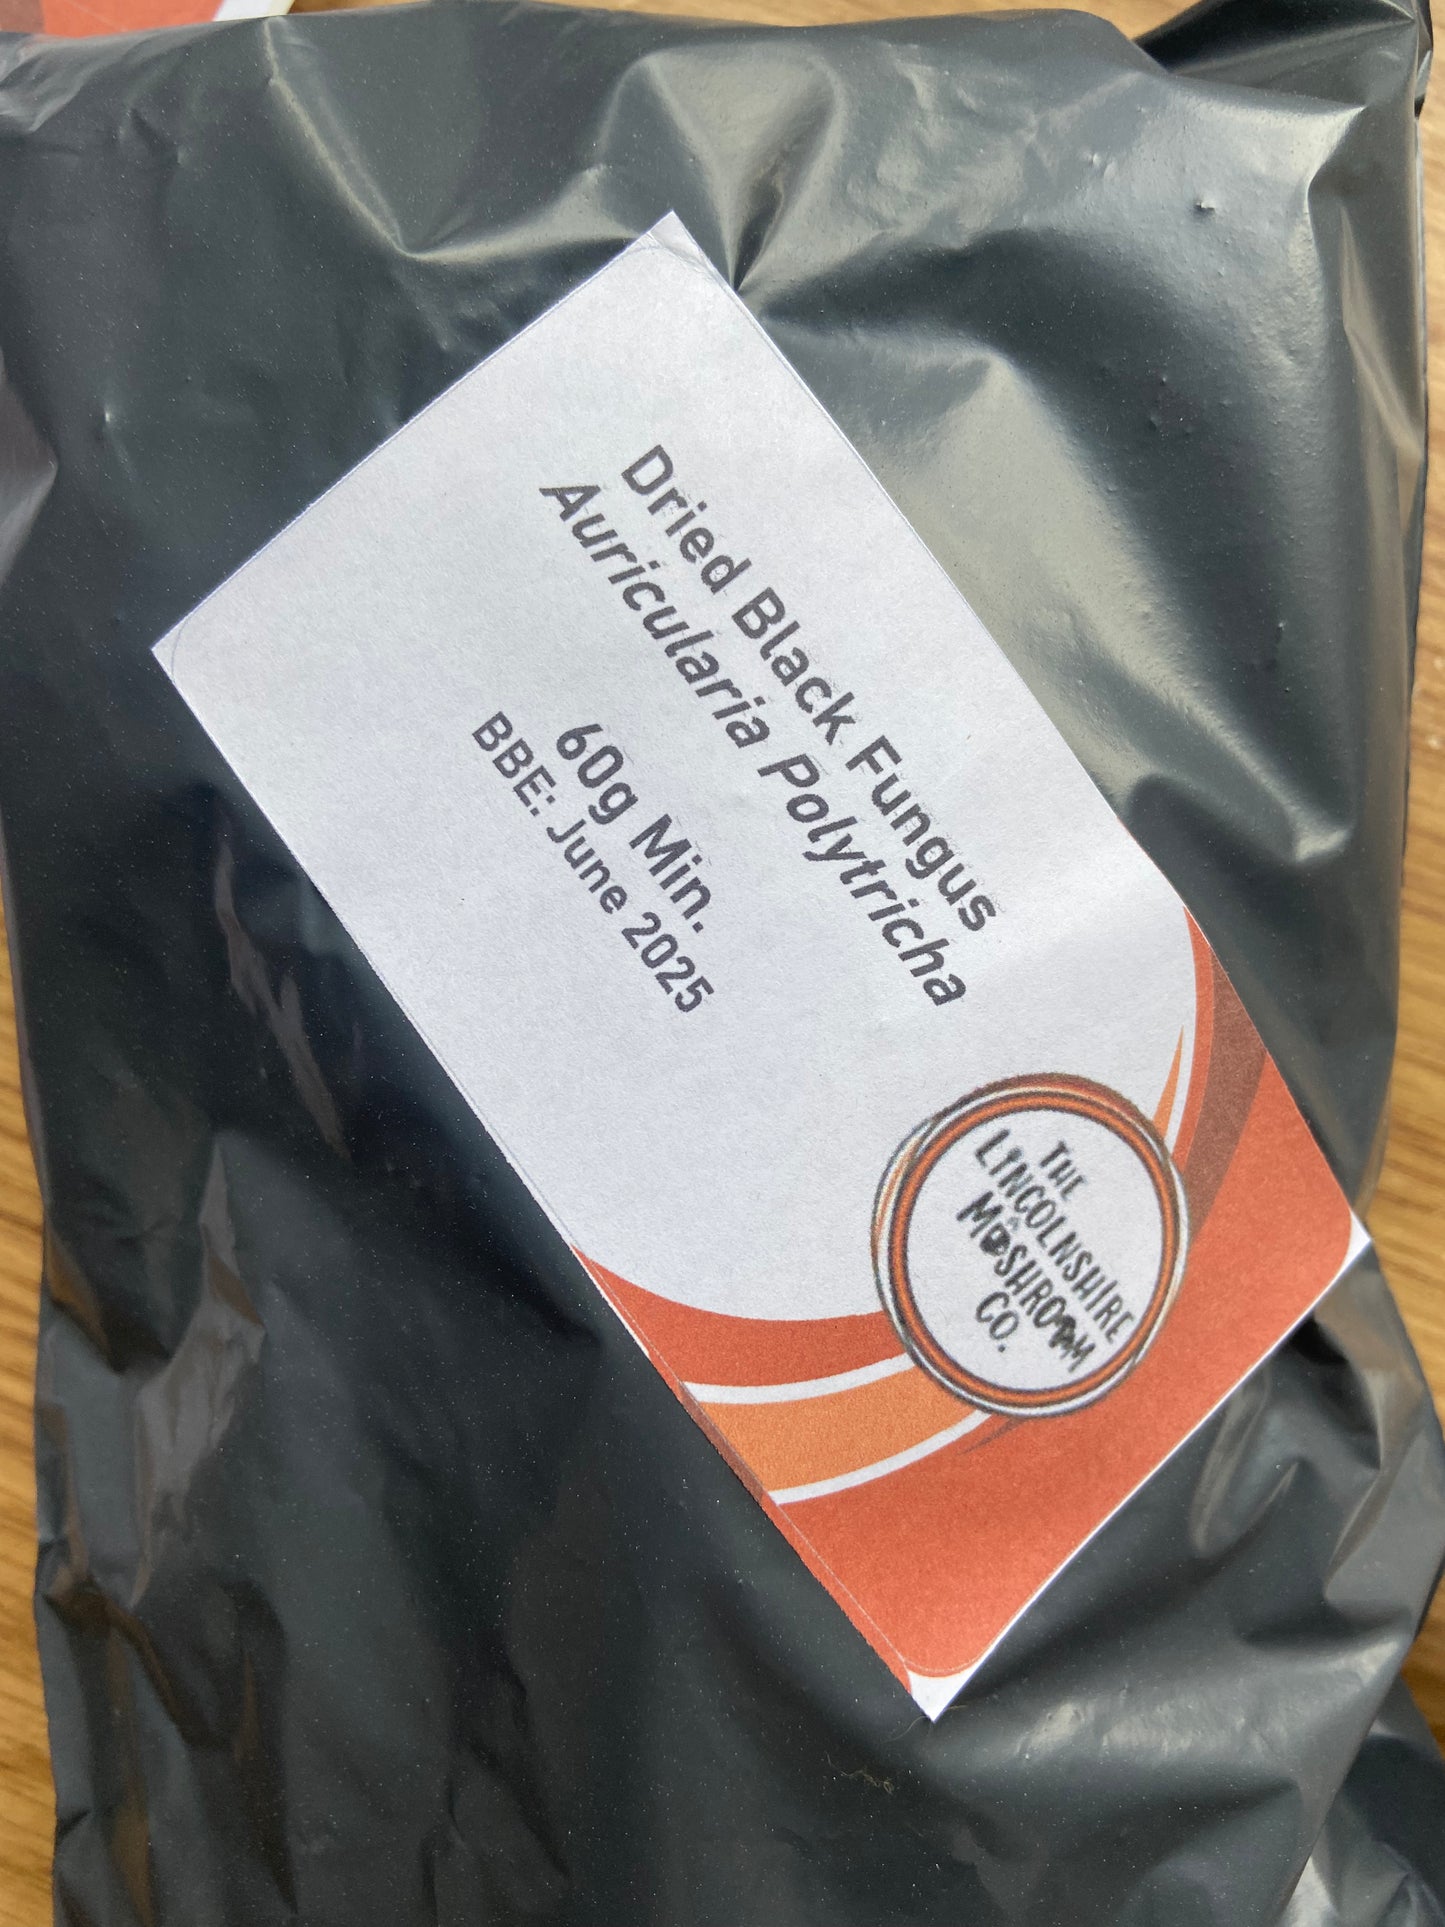 Dried Black Fungus
Auricularia Polytricha
60g Min.
BBE: June 2025
THE
LINCOLNSHIRE
MUSHROOM
CO.